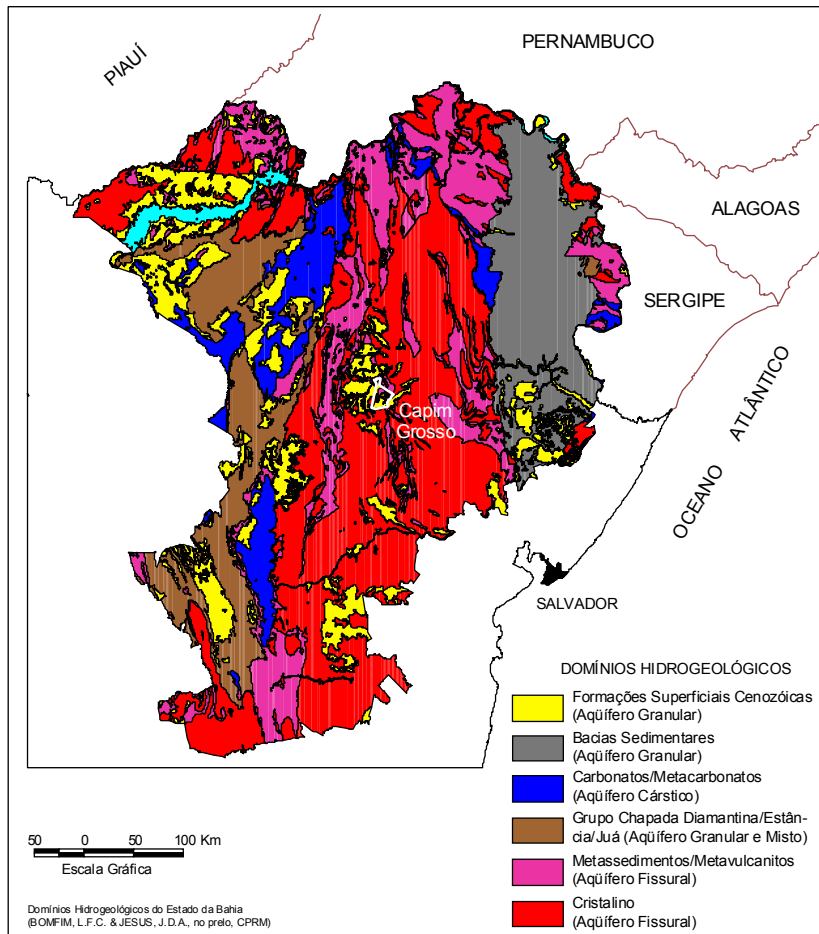 PIAUÍ
PERNAMBUCO
ALAGOAS
SERGIPE
OCEANO ATLÂNTICO
Capim
Grosso
SALVADOR
DOMÍNIOS HIDROGEOLÓGICOS
Formações Superficiais Cenozóicas
(Aqüífero Granular)
Bacias Sedimentares
(Aqüífero Granular)
Carbonatos/Metacarbonatos
(Aqüífero Cárstico)
Grupo Chapada Diamantina/Estân-
cia/Juá (Aqüífero Granular e Misto)
Metassedimentos/Metavulcanitos
(Aqüífero Fissural)
Cristalino
(Aqüífero Fissural)
50 0 50 100 Km
Escala Gráfica
Domínios Hidrogeológicos do Estado da Bahia
(BOMFIM, L.F.C. & JESUS, J.D.A., no prelo, CPRM)